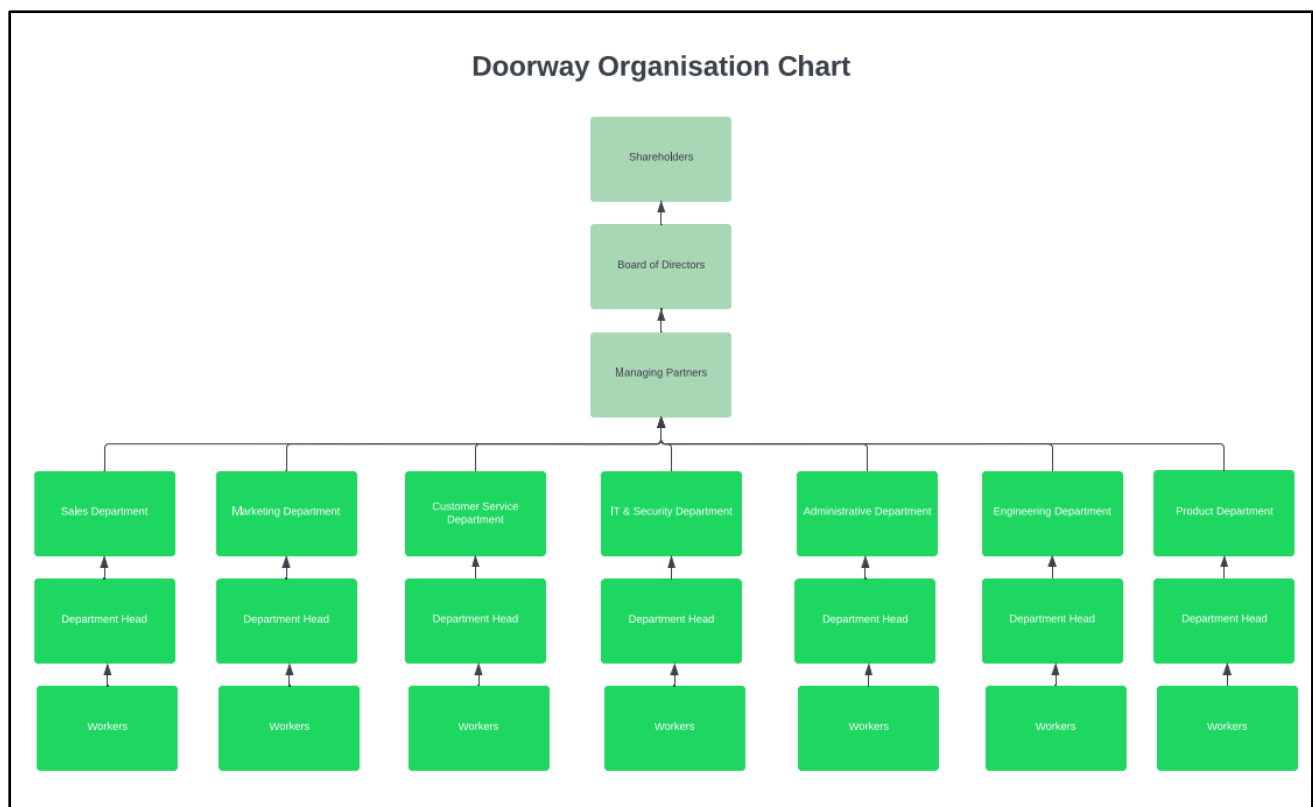 Doorway Organisation Chart
Shareholders
Board of Directors
Managing Partners
Sales Department
Marketing Department
Customer Service
Department
IT & Security Department
Administrative Department
Engineering Department
Product Department
Department Head
Department Head
Department Head
Department Head
Department Head
Department Head
Department Head
Workers
Workers
Workers
Workers
Workers
Workers
Workers